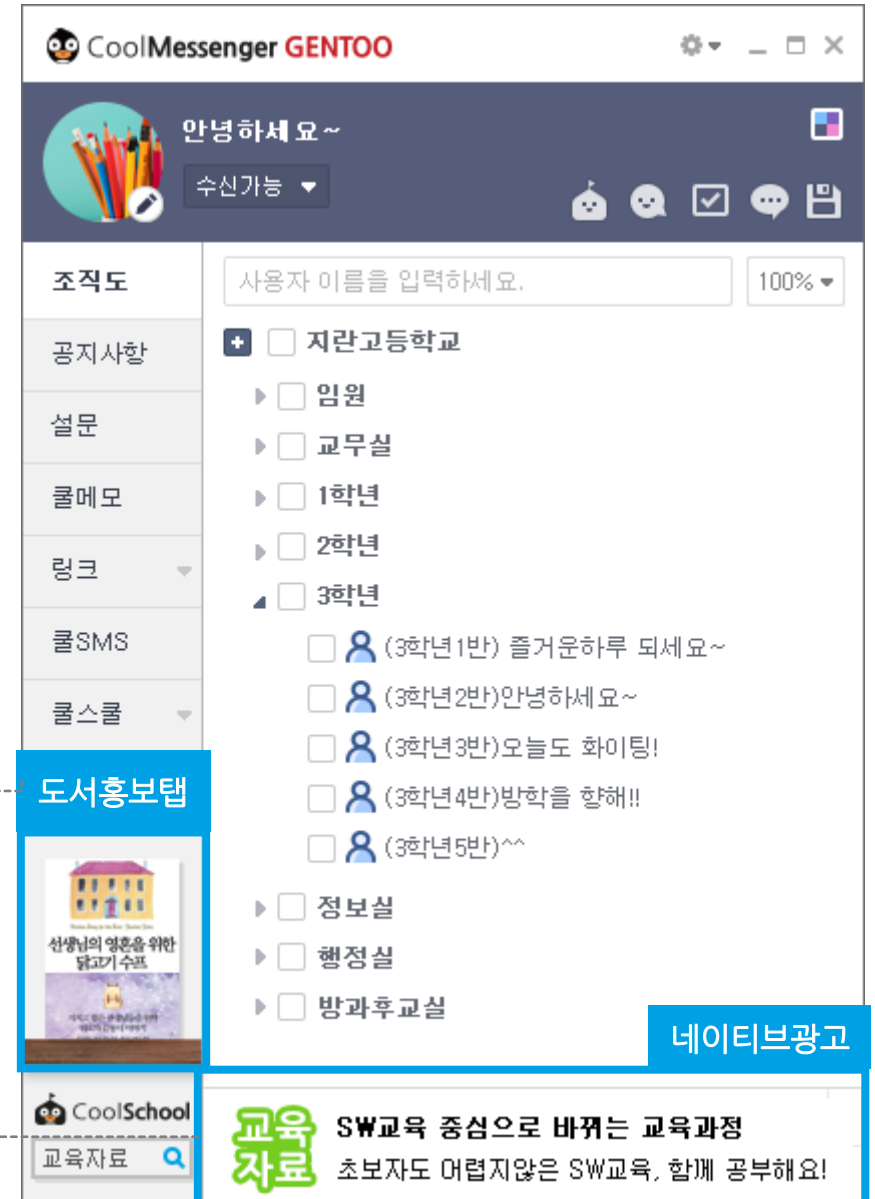 CoolMessenger GENTOO
안녕하세요~
수신가능
조직도
사용자 이름을 입력하세요.
100%
공지사항
설문
쿨메모
링크
쿨SMS
쿨스쿨
지란고등학교
임원
교무실
1학년
2학년
3학년
(3학년1반) 즐거운하루 되세요~
(3학년2반)안녕하세요~
(3학년3반)오늘도 화이팅!
(3학년4반)방학을 향해!!
(3학년5반)^^
정보실
행정실
방과후교실
도서홍보탭
선생님의 영혼을 위한
닭고기 수프
네이티브광고
CoolSchool
교육자료
교육
자료
SW교육 중심으로 바뀌는 교육과정
초보자도 어렵지않은 SW교육, 함께 공부해요!